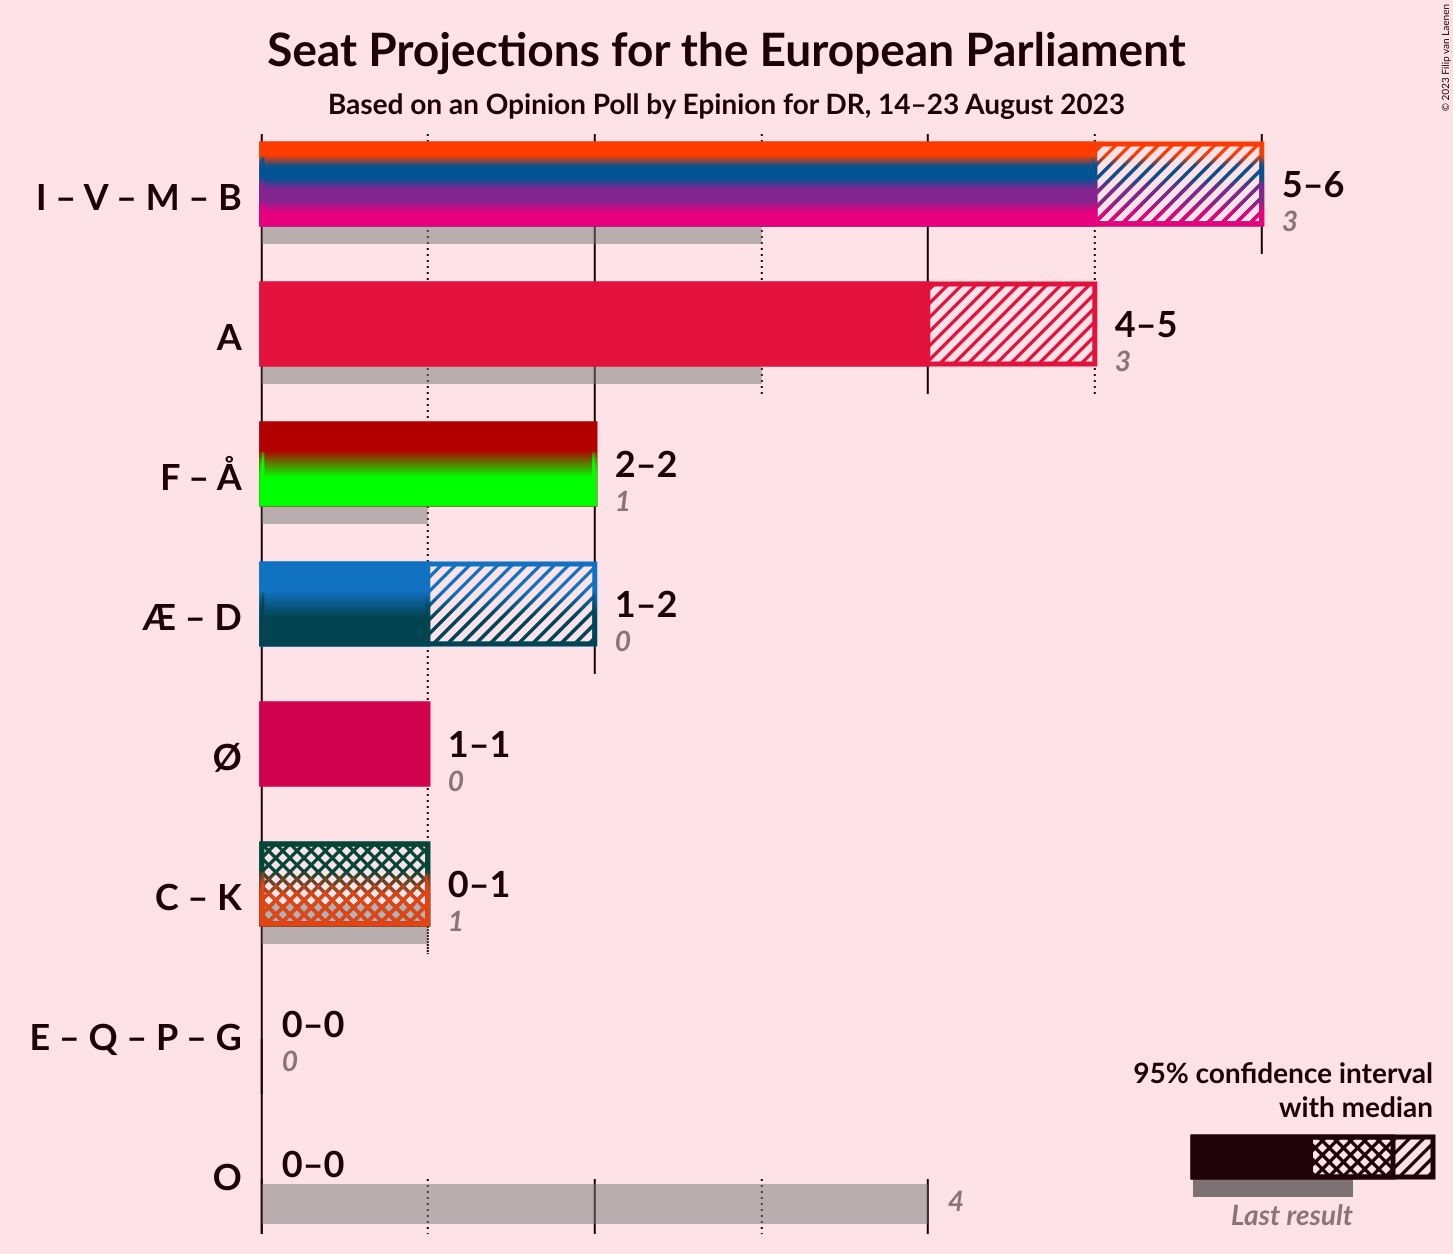 Seat Projections for the European Parliament
Based on an Opinion Poll by Epinion for DR, 14–23 August 2023
© 2023 Filip van Laenen
I – V – M – B
5–6
3
A
4–5
3
F – Å
2–2
1
Æ – D
1–2
0
Ø
1–1
0
C – K
0–1
1
E – Q – P – G
0–0
0
O
0–0
4
95% confidence interval
with median
Last result